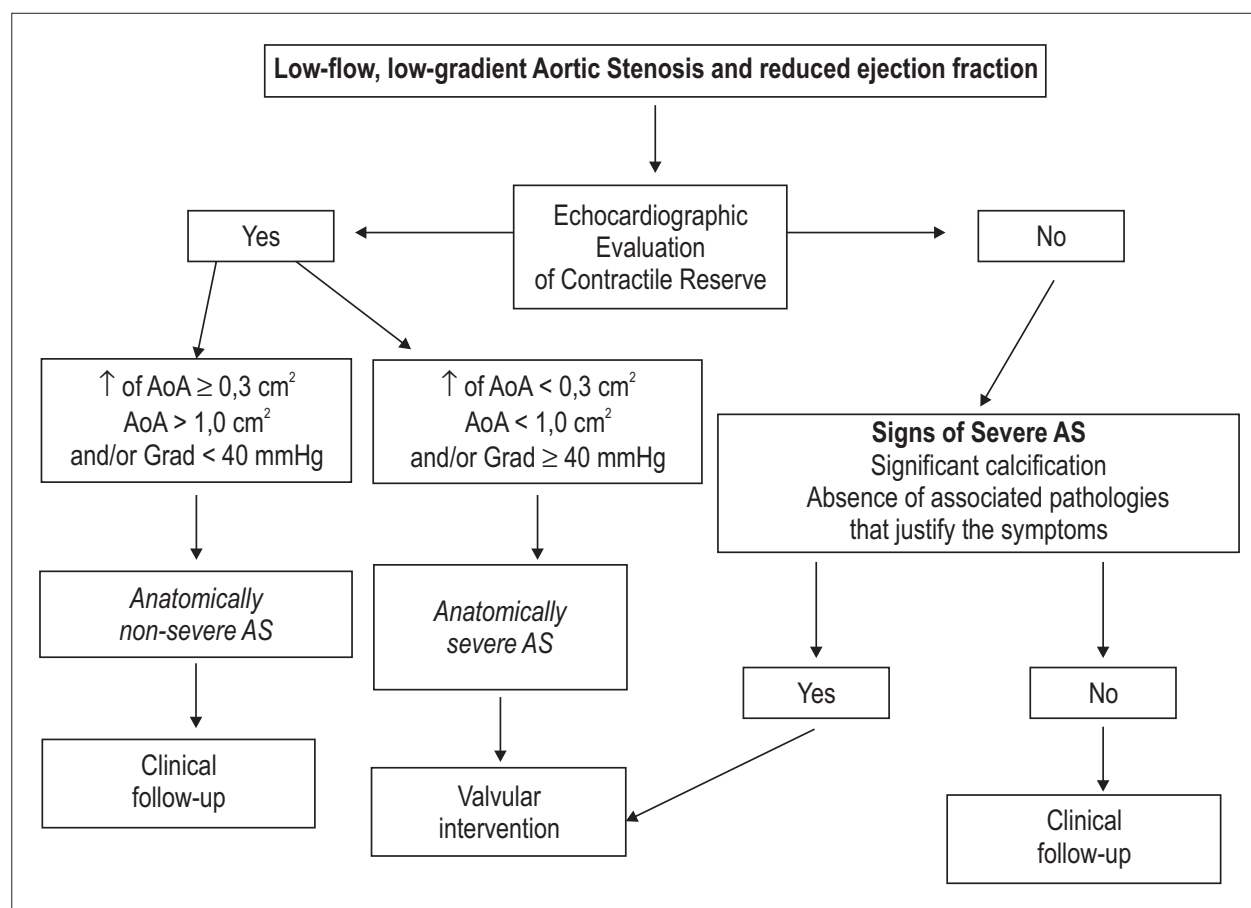 Low-flow, low-gradient Aortic Stenosis and reduced ejection fraction
Yes
Echocardiographic
Evaluation
of Contractile Reserve
No
↑ of AoA ≥ 0,3 cm²
AoA > 1,0 cm²
and/or Grad < 40 mmHg
↑ of AoA < 0,3 cm²
AoA < 1,0 cm²
and/or Grad ≥ 40 mmHg
Signs of Severe AS
Significant calcification
Absence of associated pathologies
that justify the symptoms
Anatomically
non-severe AS
Anatomically
severe AS
Yes
No
Clinical
follow-up
Valvular
intervention
Clinical
follow-up